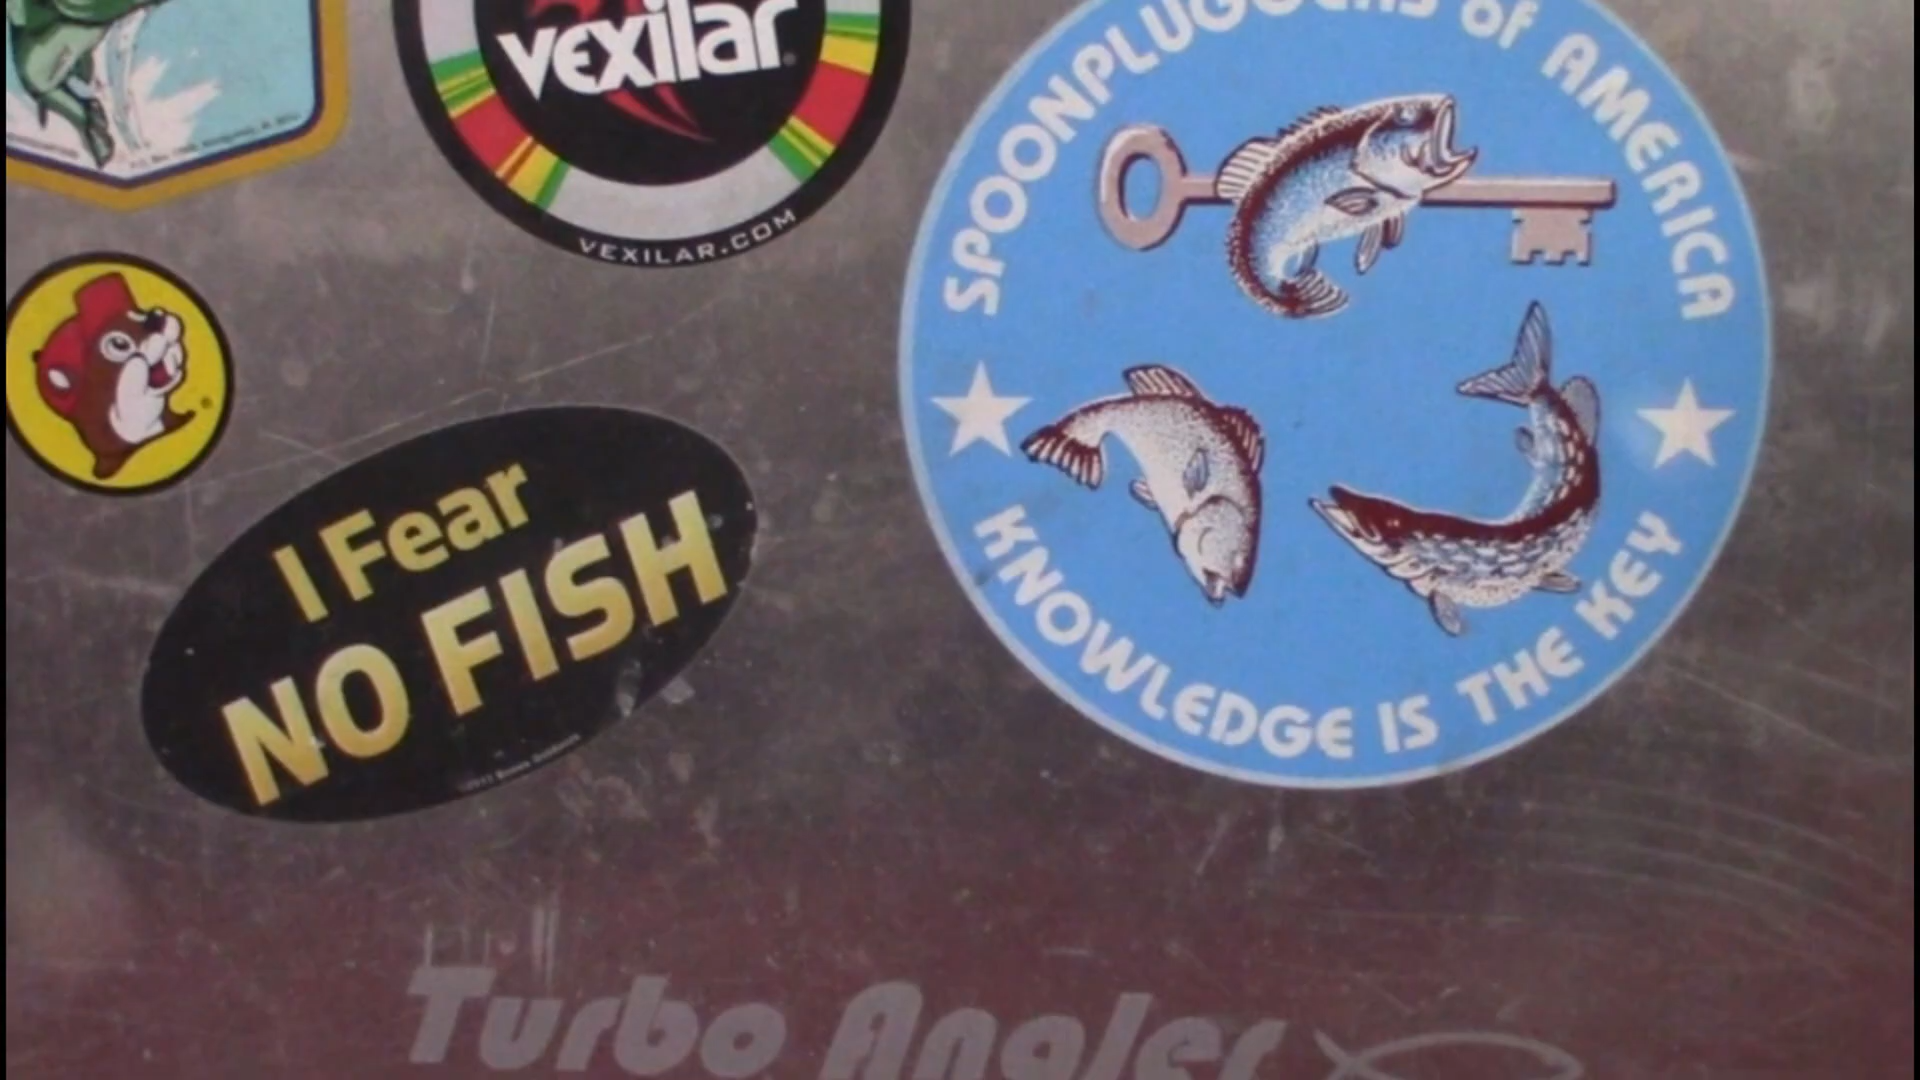 vexilar
VEXILAR.COM
SPOONPLUGGERS of AMERICA
KNOWLEDGE IS THE KEY
I Fear
NO FISH
Turbo Angler